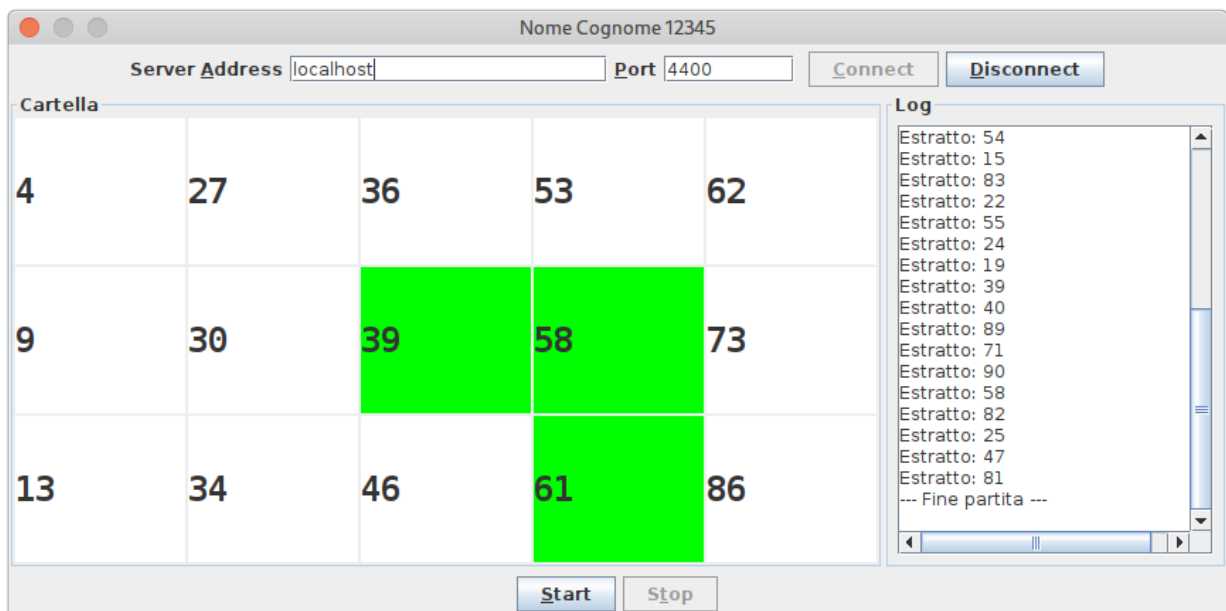 Nome Cognome 12345
Server Address localhost Port 4400 Connect Disconnect
Cartella
4 27 36 53 62
9 30 39 58 73
13 34 46 61 86
Log
Estratto: 54
Estratto: 15
Estratto: 83
Estratto: 22
Estratto: 55
Estratto: 24
Estratto: 19
Estratto: 39
Estratto: 40
Estratto: 89
Estratto: 71
Estratto: 90
Estratto: 58
Estratto: 82
Estratto: 25
Estratto: 47
Estratto: 81
--- Fine partita ---
Start Stop